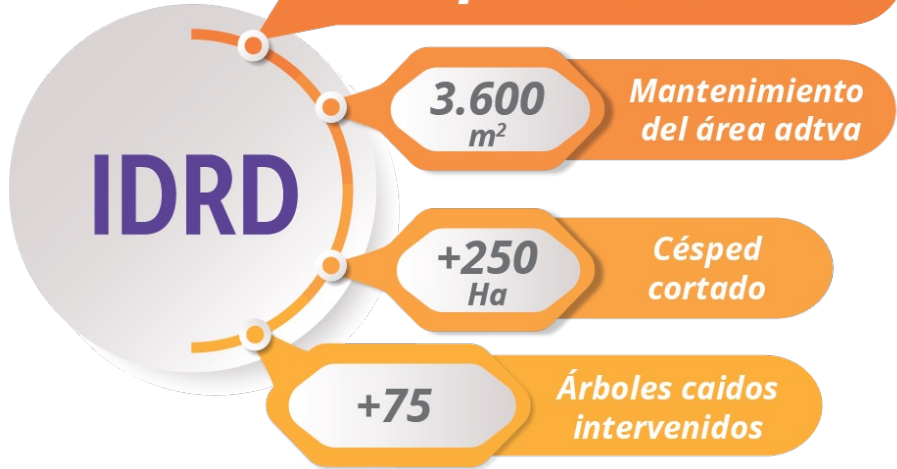 IDRD
3.600
m²
Mantenimiento
del área adtva
+250
Ha
Césped
cortado
+75
Árboles caidos
intervenidos